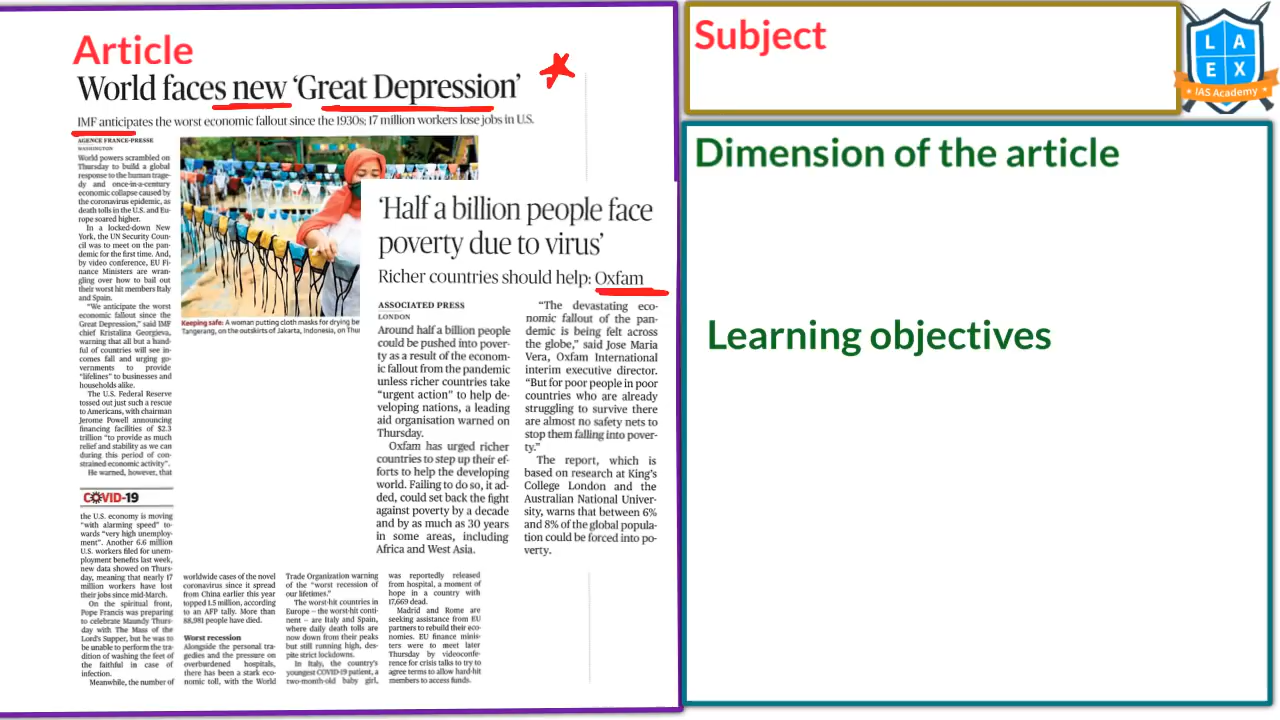 Article
World faces new ‘Great Depression’
IMF anticipates the worst economic fallout since the 1930s; 17 million workers lose jobs in U.S.
AGENCE FRANCE-PRESSE
WASHINGTON
World powers scrambled on
Thursday to build a global
response to the human trage-
dy and once-in-a-century
economic collapse caused by
the coronavirus epidemic, as
death tolls in the U.S. and Eu-
rope soared higher.
In a locked-down New
York, the UN Security Coun-
cil was to meet on the pan-
demic for the first time. And,
by video conference, EU Fi-
nance Ministers are wran-
gling over how to bail out
their worst hit members Italy
and Spain.
“We anticipate the worst
economic fallout since the
Great Depression,” said IMF
chief Kristalina Georgieva,
warning that all but a hand-
ful of countries will see in-
comes fall and urging go-
vernments to provide
“lifelines” to businesses and
households alike.
The U.S. Federal Reserve
tossed out just such a rescue
to Americans, with chairman
Jerome Powell announcing
financing facilities of $2.3
trillion “to provide as much
relief and stability as we can
during this period of con-
strained economic activity”.
He warned, however, that
COVID-19
the U.S. economy is moving
“with alarming speed” to-
wards “very high unemploy-
ment”. Another 6.6 million
U.S. workers filed for unem-
ployment benefits last week,
new data showed on Thurs-
day, meaning that nearly 17
million workers have lost
their jobs since mid-March.
On the spiritual front,
Pope Francis was preparing
to celebrate Maundy Thurs-
day with The Mass of the
Lord’s Supper, but he was to
be unable to perform the tra-
dition of washing the feet of
the faithful in case of
infection.
Meanwhile, the number of
Keeping safe: A woman putting cloth masks for drying be
Tangerang, on the outskirts of Jakarta, Indonesia, on Thu
worldwide cases of the novel
coronavirus since it spread
from China earlier this year
topped 1.5 million, according
to an AFP tally. More than
88,981 people have died.
Worst recession
Alongside the personal tra-
gedies and the pressure on
overburdened hospitals,
there has been a stark eco-
nomic toll, with the World
Trade Organization warning
of the “worst recession of
our lifetimes.”
The worst-hit countries in
Europe – the worst-hit conti-
nent – are Italy and Spain,
where daily death tolls are
now down from their peaks
but still running high, des-
pite strict lockdowns.
In Italy, the country’s
youngest COVID-19 patient, a
two-month-old baby girl,
was reportedly released
from hospital, a moment of
hope in a country with
17,669 dead.
Madrid and Rome are
seeking assistance from EU
partners to rebuild their eco-
nomies. EU finance minis-
ters were to meet later
Thursday by videoconfe-
rence for crisis talks to try to
agree terms to allow hard-hit
members to access funds.
‘Half a billion people face
poverty due to virus’
Richer countries should help: Oxfam
ASSOCIATED PRESS
LONDON
Around half a billion people
could be pushed into pover-
ty as a result of the econom-
ic fallout from the pandemic
unless richer countries take
“urgent action” to help de-
veloping nations, a leading
aid organisation warned on
Thursday.
Oxfam has urged richer
countries to step up their ef-
forts to help the developing
world. Failing to do so, it ad-
ded, could set back the fight
against poverty by a decade
and by as much as 30 years
in some areas, including
Africa and West Asia.
“The devastating eco-
nomic fallout of the pan-
demic is being felt across
the globe,” said Jose Maria
Vera, Oxfam International
interim executive director.
“But for poor people in poor
countries who are already
struggling to survive there
are almost no safety nets to
stop them falling into pover-
ty.”
The report, which is
based on research at King’s
College London and the
Australian National Univer-
sity, warns that between 6%
and 8% of the global popula-
tion could be forced into po-
verty.
Subject
L A
E X
IAS Academy
Dimension of the article
Learning objectives